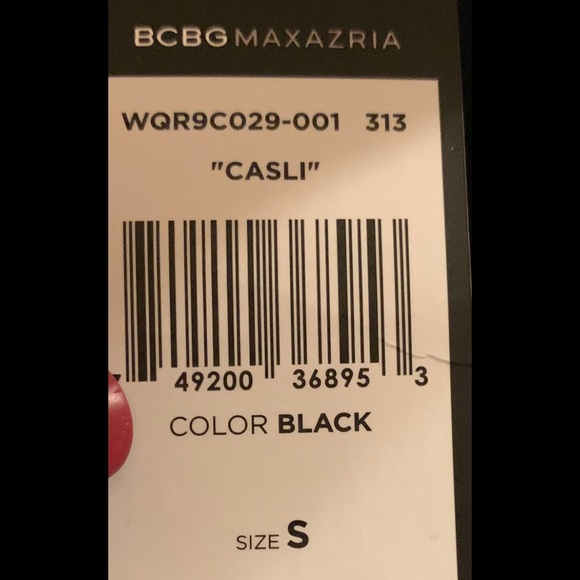 BCBGMAXAZRIA
WQR9C029-001 313
"CASLI"
49200 36895 3
COLOR BLACK
SIZE S